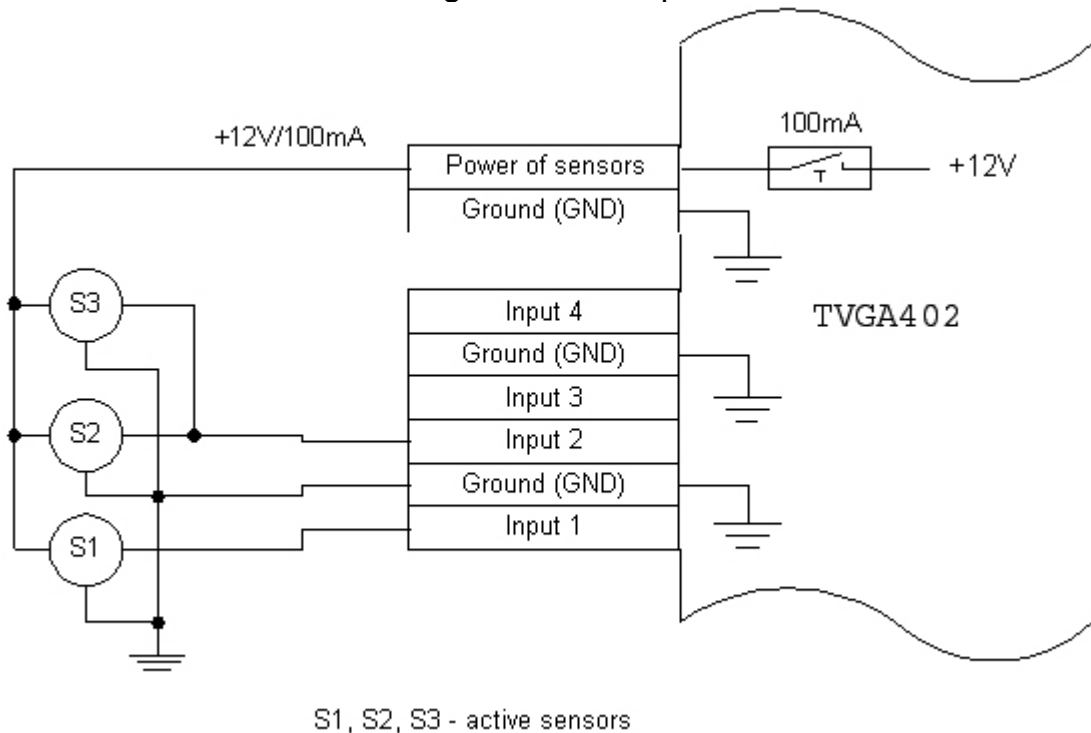 +12V/100mA
100mA
Power of sensors
+12V
Ground (GND)
S3
Input 4
TVGA402
Ground (GND)
Input 3
S2
Input 2
Ground (GND)
S1
Input 1
S1, S2, S3 - active sensors